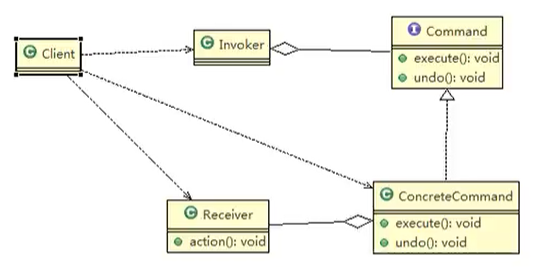 C Client
C Invoker
I Command
execute(): void
undo(): void
C Receiver
action(): void
C ConcreteCommand
execute(): void
undo(): void